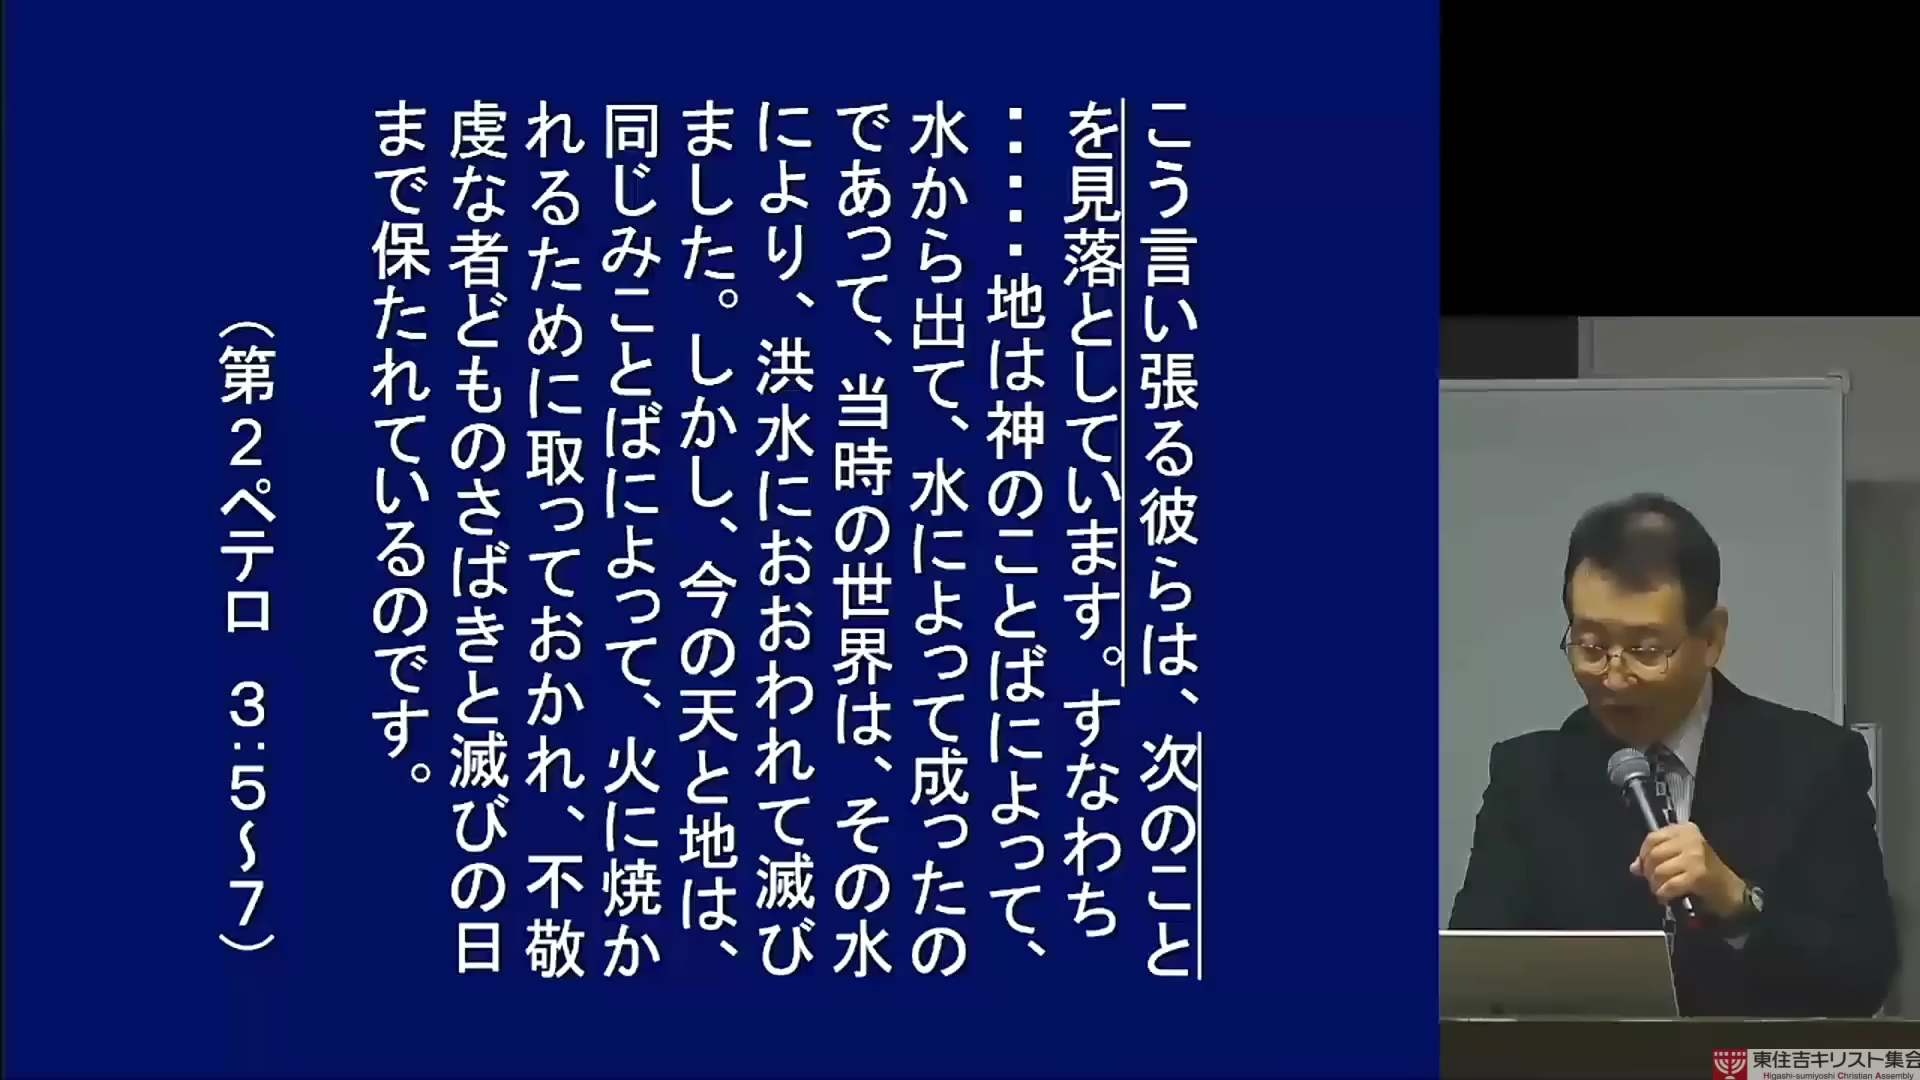 こう言い張る彼らは、次のこと
を見落としています。すなわち
‥‥‥地は神のことばによって、
水から出て、水によって成ったの
であって、当時の世界は、その水
により、洪水におおわれて滅び
ました。しかし、今の天と地は、
同じみことばによって、火に焼か
れるために取っておかれ、不敬
虔な者どものさばきと滅びの日
まで保たれているのです。
（第２ペテロ　３：５～７）
東住吉キリスト集会
Higashi-sumiyoshi Christian Assembly